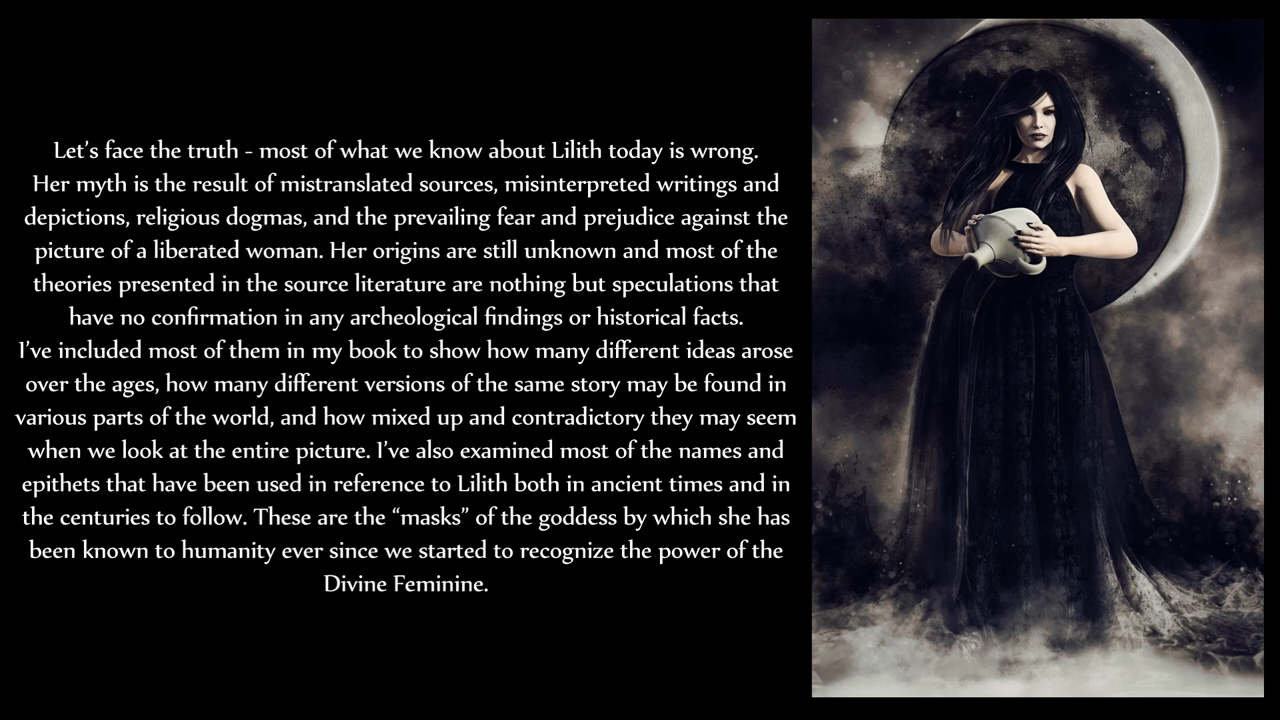 Let's face the truth - most of what we know about Lilith today is wrong.
Her myth is the result of mistranslated sources, misinterpreted writings and
depictions, religious dogmas, and the prevailing fear and prejudice against the
picture of a liberated woman. Her origins are still unknown and most of the
theories presented in the source literature are nothing but speculations that
have no confirmation in any archeological findings or historical facts.
I've included most of them in my book to show how many different ideas arose
over the ages, how many different versions of the same story may be found in
various parts of the world, and how mixed up and contradictory they may seem
when we look at the entire picture. I've also examined most of the names and
epithets that have been used in reference to Lilith both in ancient times and in
the centuries to follow. These are the “masks” of the goddess by which she has
been known to humanity ever since we started to recognize the power of the
Divine Feminine.